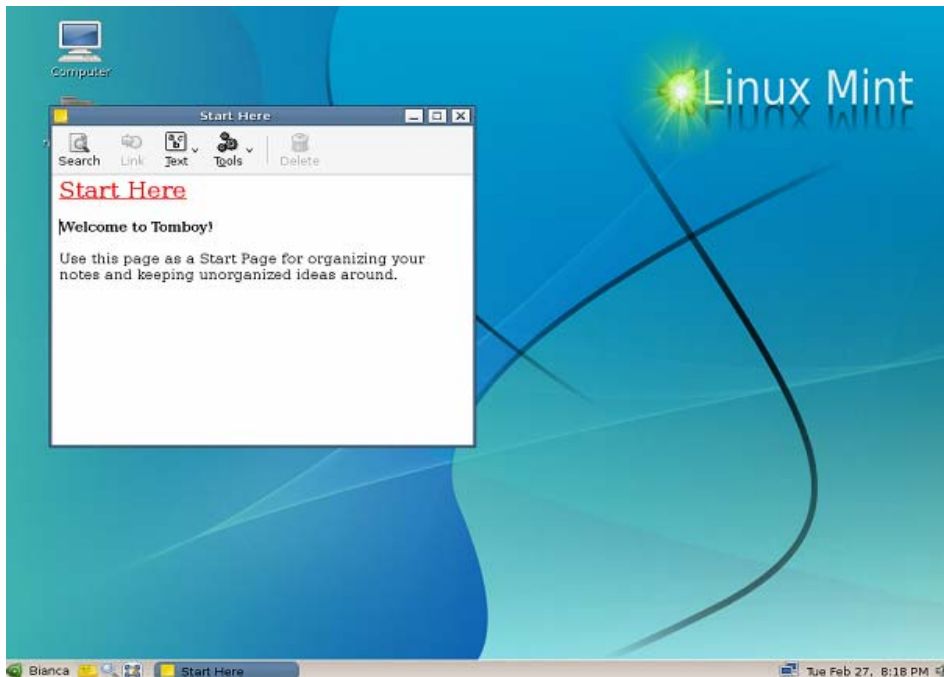 Computer
Linux Mint
Start Here
Search Link Text Tools Delete
Start Here
Welcome to Tomboy!
Use this page as a Start Page for organizing your
notes and keeping unorganized ideas around.
Bianca Start Here Tue Feb 27, 8:18 PM